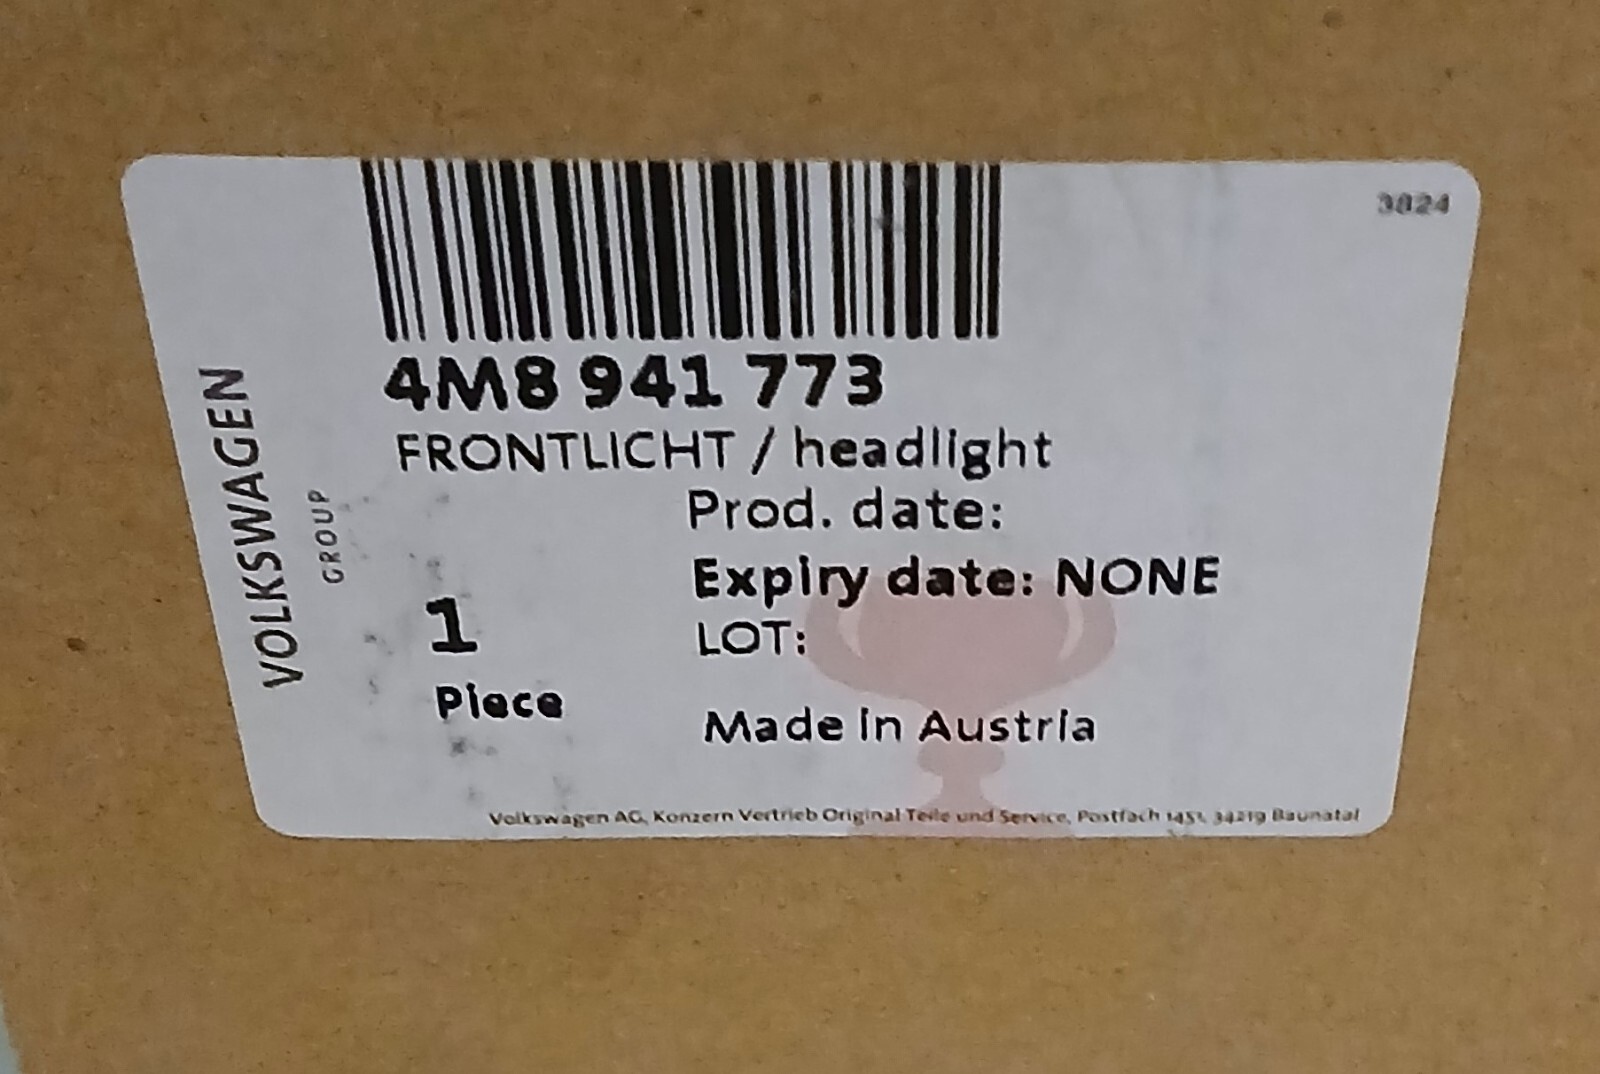 3824
VOLKSWAGEN
GROUP
4M8 941 773
FRONTLICHT / headlight
Prod. date:
Expiry date: NONE
LOT:
1
Piece
Made in Austria
Volkswagen AG, Konzern Vertrieb Original Teile und Service, Postfach 1451, 34219 Baunatal